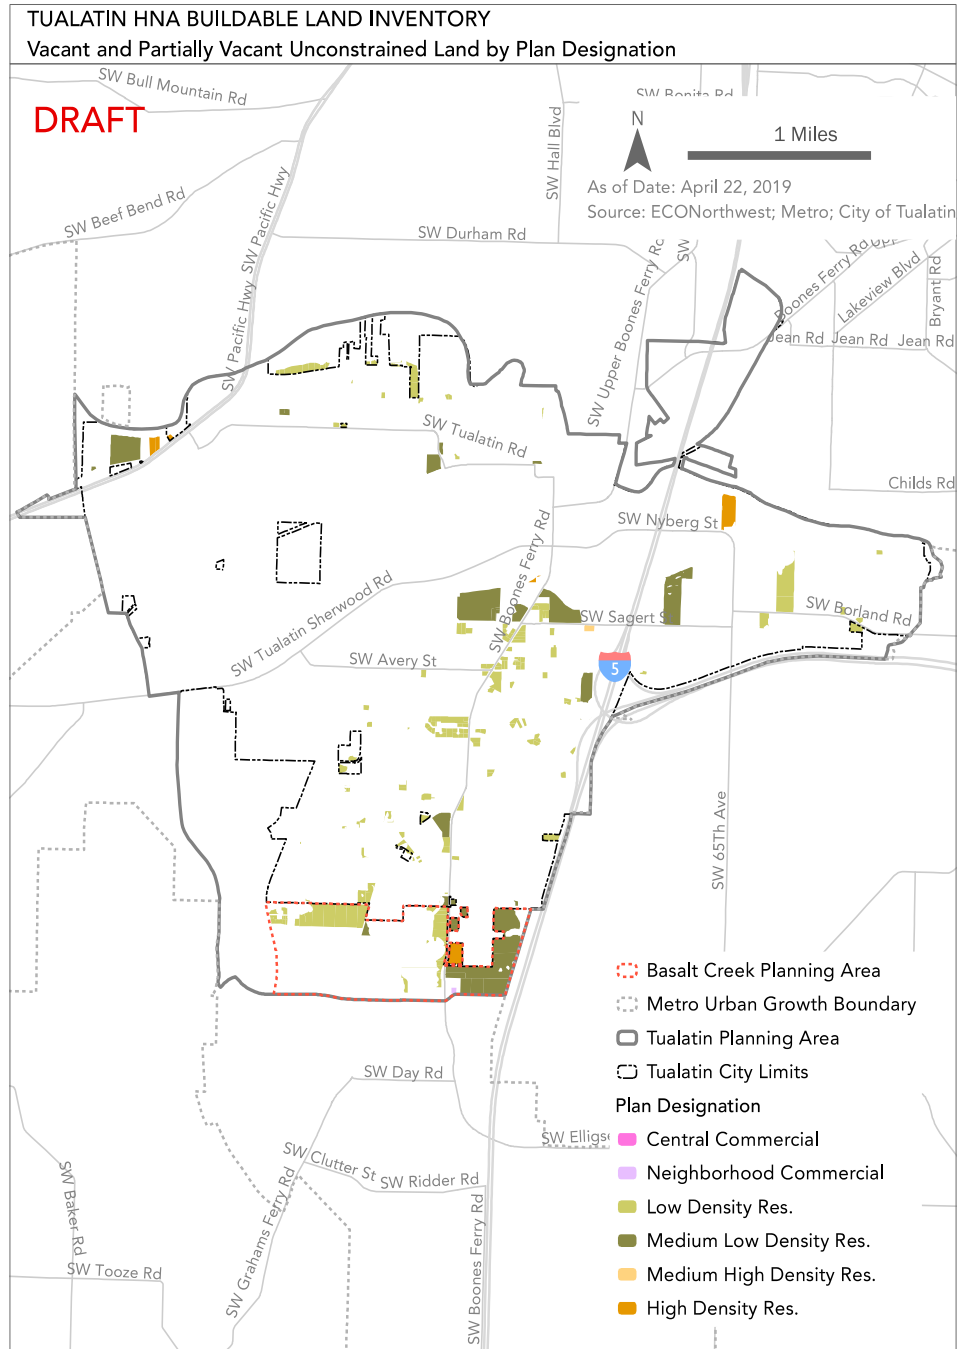 TUALATIN HNA BUILDABLE LAND INVENTORY
Vacant and Partially Vacant Unconstrained Land by Plan Designation
DRAFT
SW Bull Mountain Rd
SW Bonita Rd
N
1 Miles
As of Date: April 22, 2019
Source: ECONorthwest; Metro; City of Tualatin
SW Hall Blvd
SW Beef Bend Rd
SW Pacific Hwy
SW Pacific Hwy
SW Durham Rd
SW
SW Upper Boones Ferry Rd
Boones Ferry Rd
Lakeview Blvd
Bryant Rd
Jean Rd
Jean Rd
Jean Rd
SW Tualatin Rd
Childs Rd
SW Nyberg St
SW Boones Ferry Rd
SW Tualatin Sherwood Rd
SW Sagert S
SW Borland Rd
SW Avery St
5
SW 65Th Ave
Basalt Creek Planning Area
Metro Urban Growth Boundary
Tualatin Planning Area
Tualatin City Limits
Plan Designation
Central Commercial
Neighborhood Commercial
Low Density Res.
Medium Low Density Res.
Medium High Density Res.
High Density Res.
SW Day Rd
SW Elligse
SW Clutter St
SW Ridder Rd
SW Grahams Ferry Rd
SW Baker Rd
SW Tooze Rd
SW Boones Ferry Rd